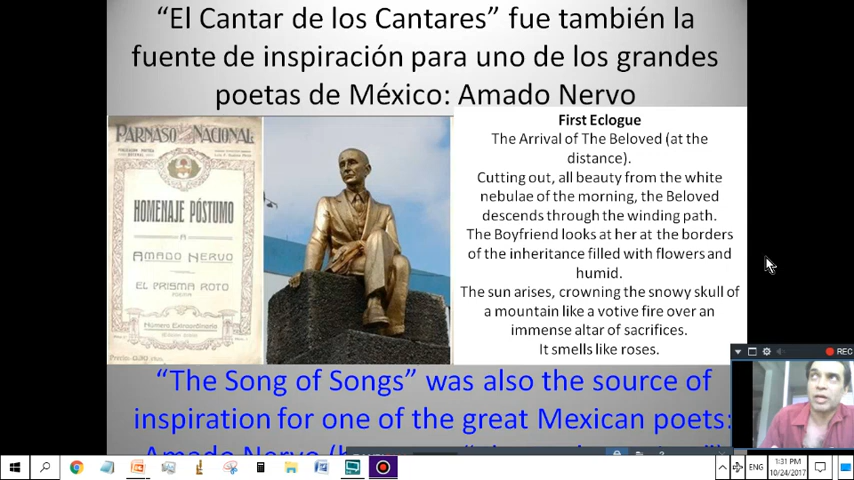 “El Cantar de los Cantares” fue también la
fuente de inspiración para uno de los grandes
poetas de México: Amado Nervo
PARNASO NACIONAL
HOMENAJE PÓSTUMO
A
AMADO NERVO
EL PRISMA ROTO
Número Extraordinario
First Eclogue
The Arrival of The Beloved (at the
distance).
Cutting out, all beauty from the white
nebulae of the morning, the Beloved
descends through the winding path.
The Boyfriend looks at her at the borders
of the inheritance filled with flowers and
humid.
The sun arises, crowning the snowy skull of
a mountain like a votive fire over an
immense altar of sacrifices.
It smells like roses.
“The Song of Songs” was also the source of
inspiration for one of the great Mexican poets:
Amado Nervo
REC
ENG
1:31 PM
10/24/2017